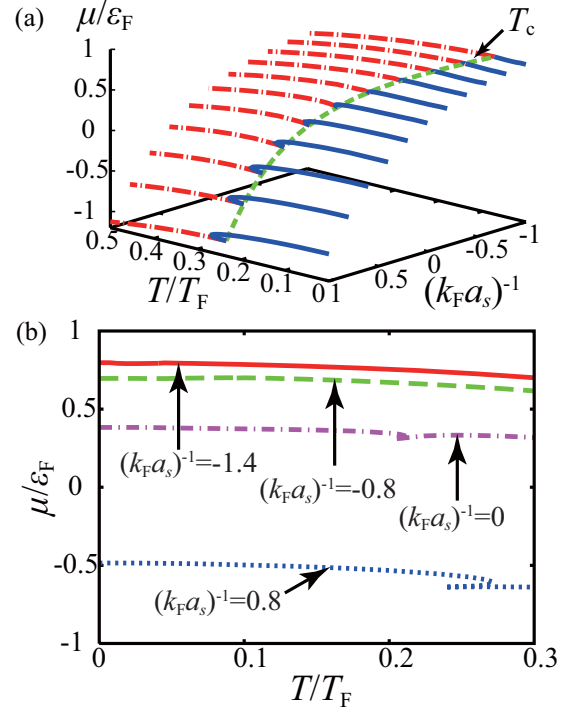 (a)
μ/εF
Tc
1
0.5
0
-0.5
-1
0.5
0.4
0.3
0.2
0.1
0
T/TF
1
0.5
0
-0.5
-1
(kFas)-1
(b)
1
0.5
0
-0.5
-1
μ/εF
(kFas)-1=-1.4
(kFas)-1=-0.8
(kFas)-1=0
(kFas)-1=0.8
0
0.1
0.2
0.3
T/TF